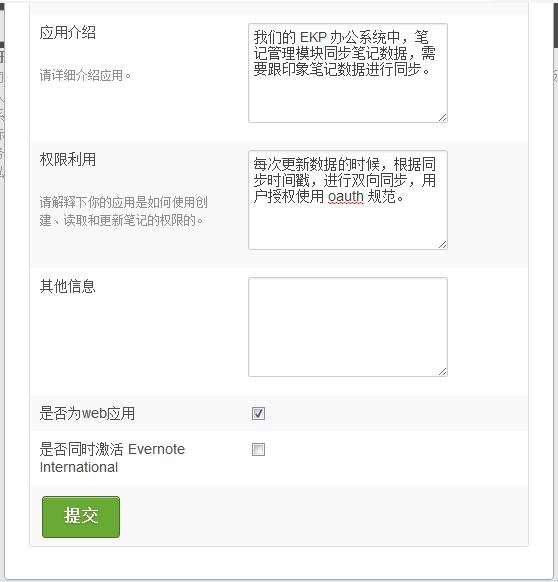 应用介绍
我们的 EKP 办公系统中，笔
记管理模块同步笔记数据，需
要跟印象笔记数据进行同步。
请详细介绍应用。
权限利用
每次更新数据的时候，根据同
步时间戳，进行双向同步，用
户授权使用 oauth 规范。
请解释下你的应用是如何使用创
建、读取和更新笔记的权限的。
其他信息
是否为web应用
是否同时激活 Evernote
International
提交